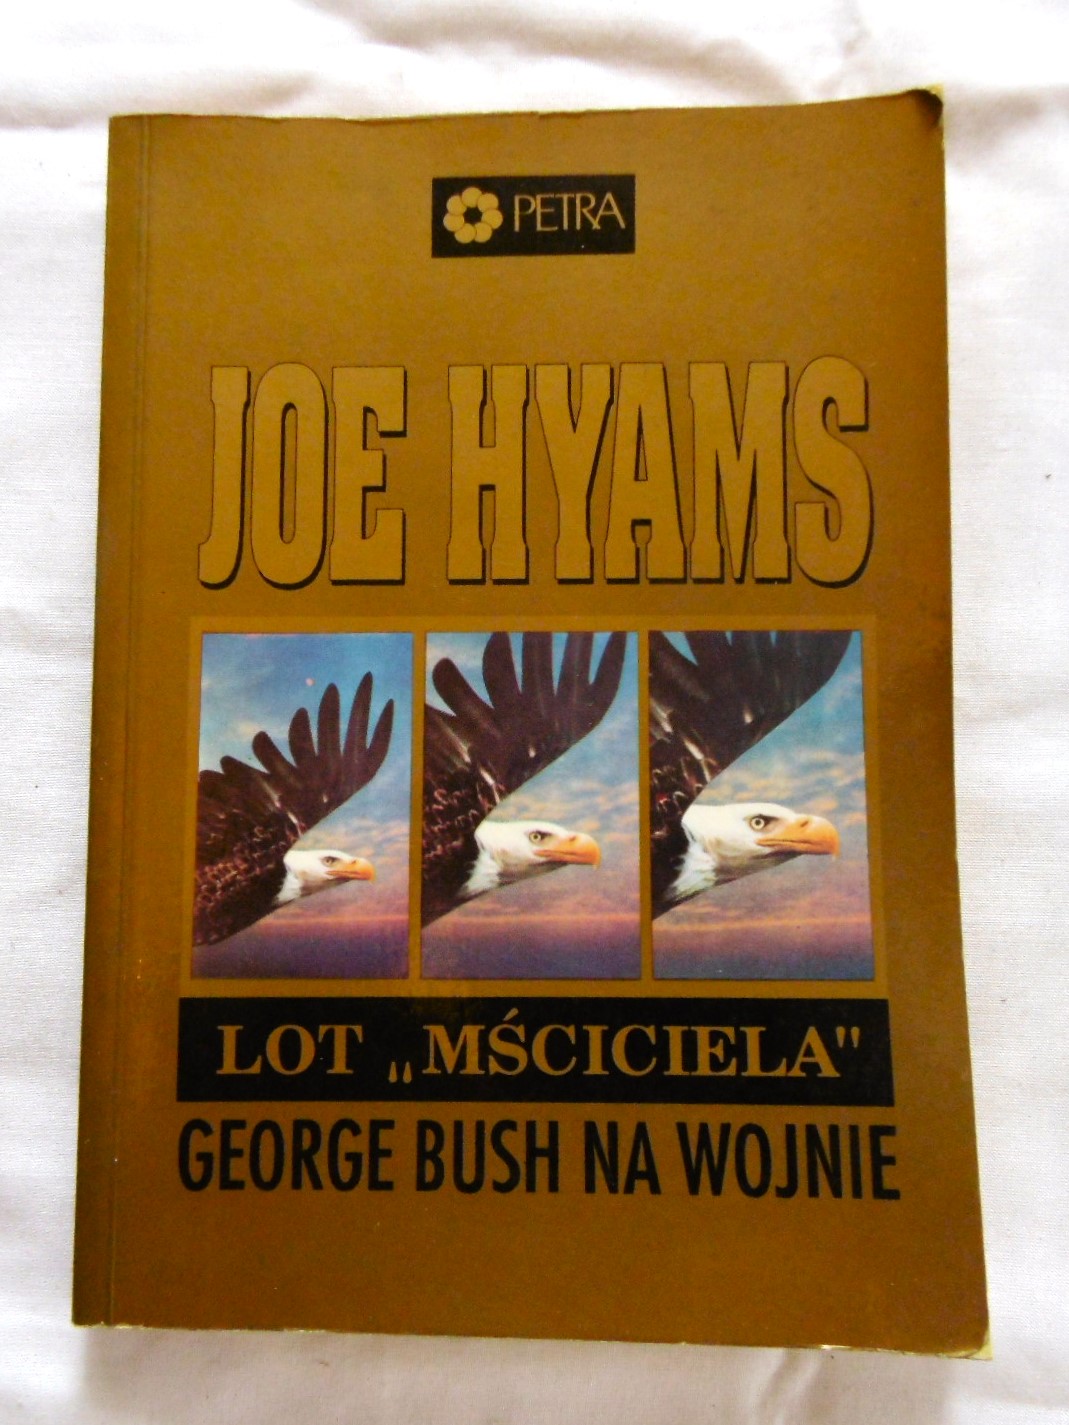 PETRA
JOE HYAMS
LOT „MŚCICIELA"
GEORGE BUSH NA WOJNIE